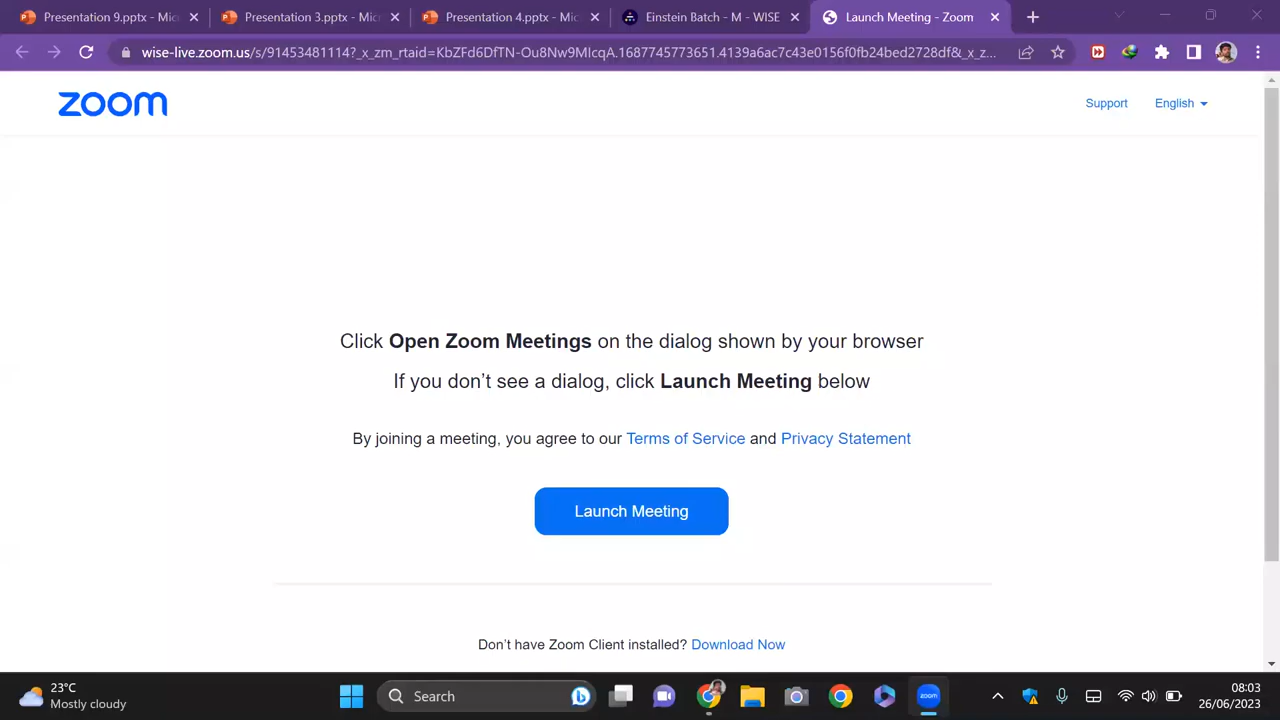 Presentation 9.pptx - Micr
Presentation 3.pptx - Micr
Presentation 4.pptx - Mic
Einstein Batch - M - WISE
Launch Meeting - Zoom
wise-live.zoom.us/s/91453481114?_x_zm_rtaid=KbZFd6DfTN-Ou8Nw9MIcqA.1687745773651.4139a6ac7c43e0156f0fb24bed2728df&_x_z...
zoom
Support
English
Click Open Zoom Meetings on the dialog shown by your browser
If you don't see a dialog, click Launch Meeting below
By joining a meeting, you agree to our Terms of Service and Privacy Statement
Launch Meeting
Don't have Zoom Client installed? Download Now
23°C
Mostly cloudy
Search
zoom
08:03
26/06/2023